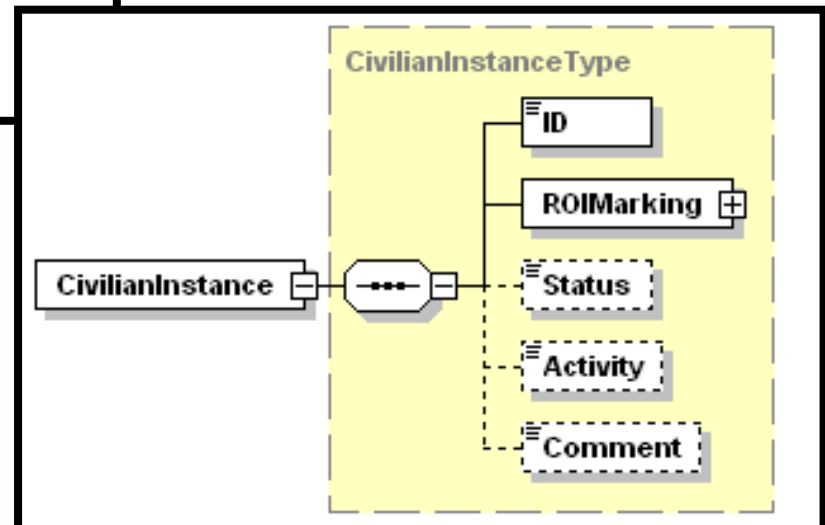 CivilianInstanceType
ID
ROIMarking
CivilianInstance
Status
Activity
Comment